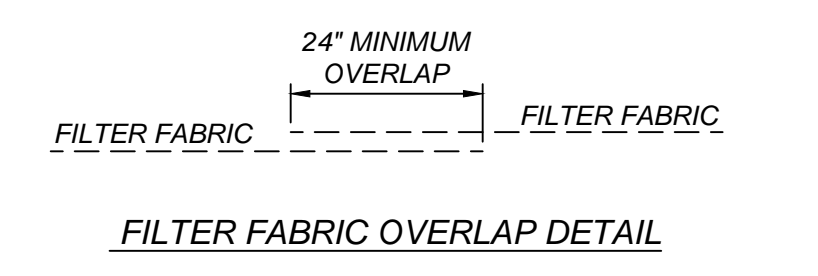 24" MINIMUM
OVERLAP
FILTER FABRIC
FILTER FABRIC
FILTER FABRIC OVERLAP DETAIL